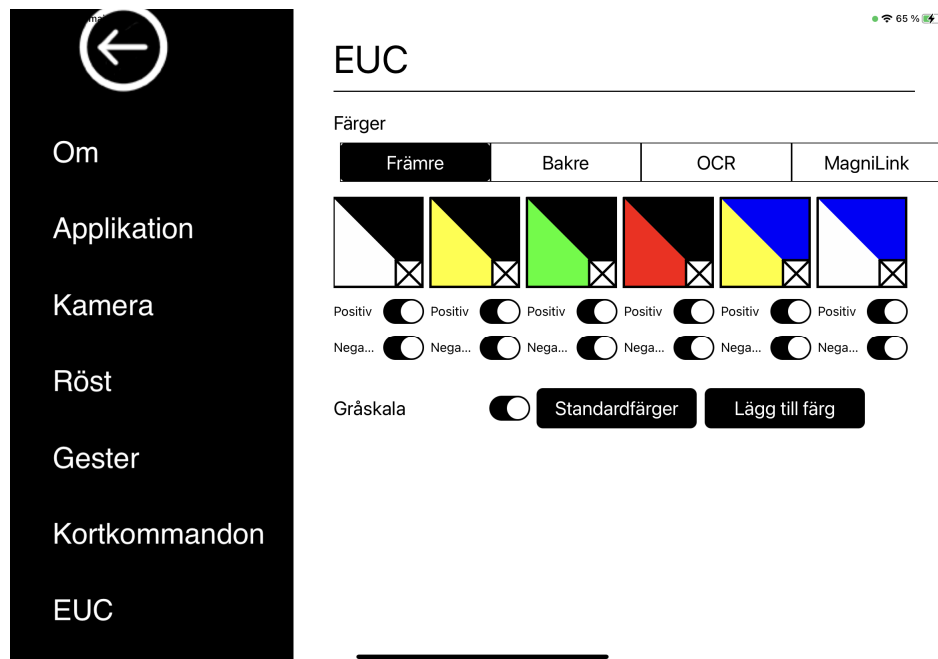 65 %
EUC
Färger
Främre Bakre OCR MagniLink
Om
Applikation
Kamera
Röst
Gester
Kortkommandon
EUC
Positiv Positiv Positiv Positiv Positiv Positiv
Nega... Nega... Nega... Nega... Nega... Nega...
Gråskala Standardfärger Lägg till färg